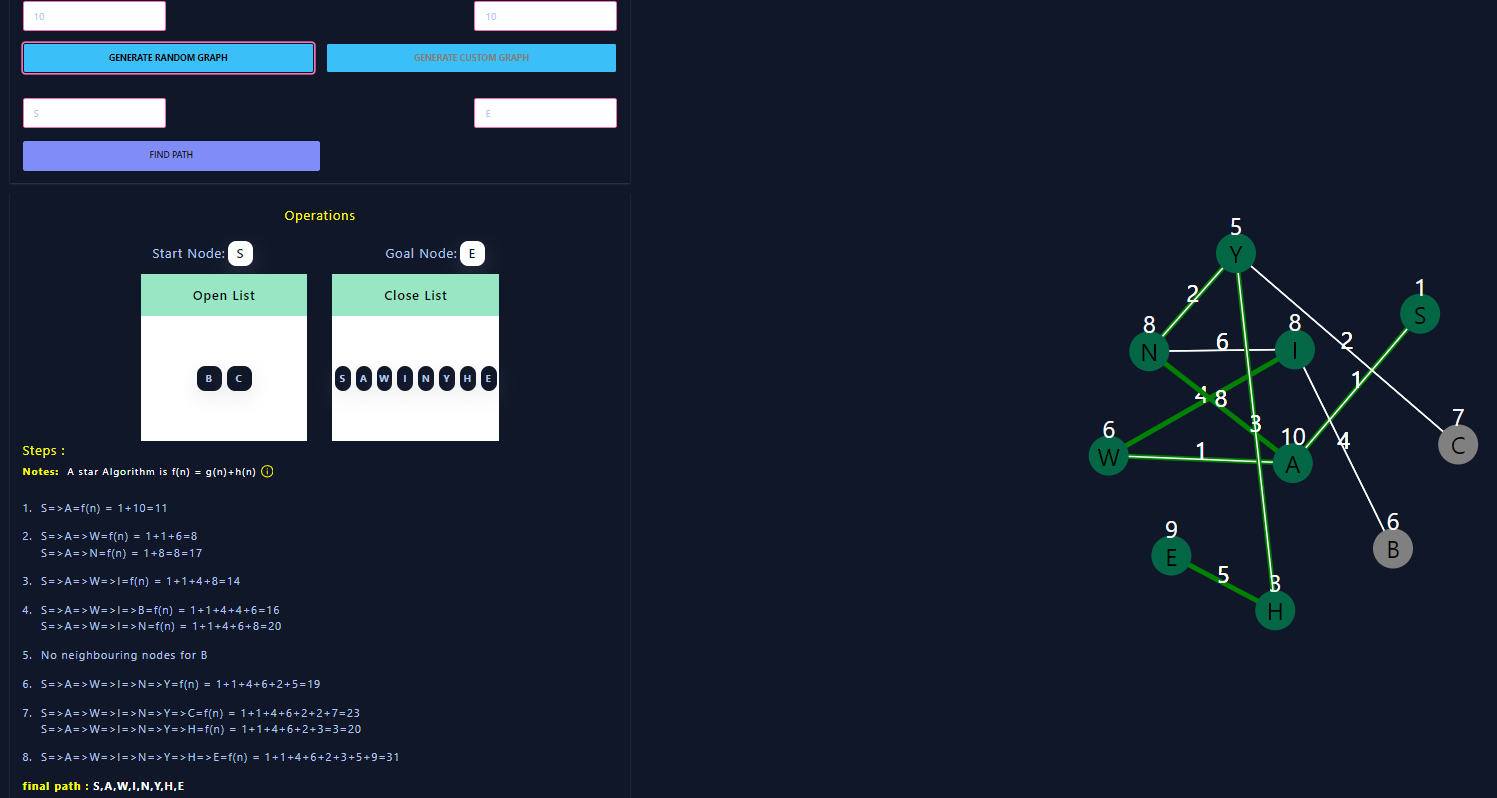 10 10
GENERATE RANDOM GRAPH GENERATE CUSTOM GRAPH
S E
FIND PATH
Operations
Start Node: S Goal Node: E
Open List Close List
B C S A W I N Y H E
Steps :
Notes: A star Algorithm is f(n) = g(n)+h(n)
1. S=>A=f(n) = 1+10=11
2. S=>A=>W=f(n) = 1+1+6=8
S=>A=>N=f(n) = 1+8=8=17
3. S=>A=>W=>I=f(n) = 1+1+4+8=14
4. S=>A=>W=>I=>B=f(n) = 1+1+4+4+6=16
S=>A=>W=>I=>N=f(n) = 1+1+4+6+8=20
5. No neighbouring nodes for B
6. S=>A=>W=>I=>N=>Y=f(n) = 1+1+4+6+2+5=19
7. S=>A=>W=>I=>N=>Y=>C=f(n) = 1+1+4+6+2+2+7=23
S=>A=>W=>I=>N=>Y=>H=f(n) = 1+1+4+6+2+3+3=20
8. S=>A=>W=>I=>N=>Y=>H=>E=f(n) = 1+1+4+6+2+3+5+9=31
final path : S,A,W,I,N,Y,H,E
5
Y
1
2
S
8
8
N
6
I
2
1
4
8
7
3
C
6
10
4
W
1
A
6
B
9
E
5
3
H